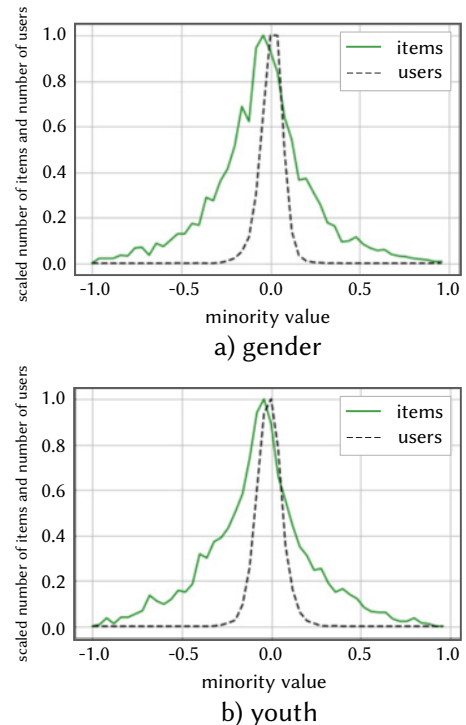 scaled number of items and number of users
1.0
0.8
0.6
0.4
0.2
0.0
items
users
-1.0 -0.5 0.0 0.5 1.0
minority value
a) gender
scaled number of items and number of users
1.0
0.8
0.6
0.4
0.2
0.0
items
users
-1.0 -0.5 0.0 0.5 1.0
minority value
b) youth